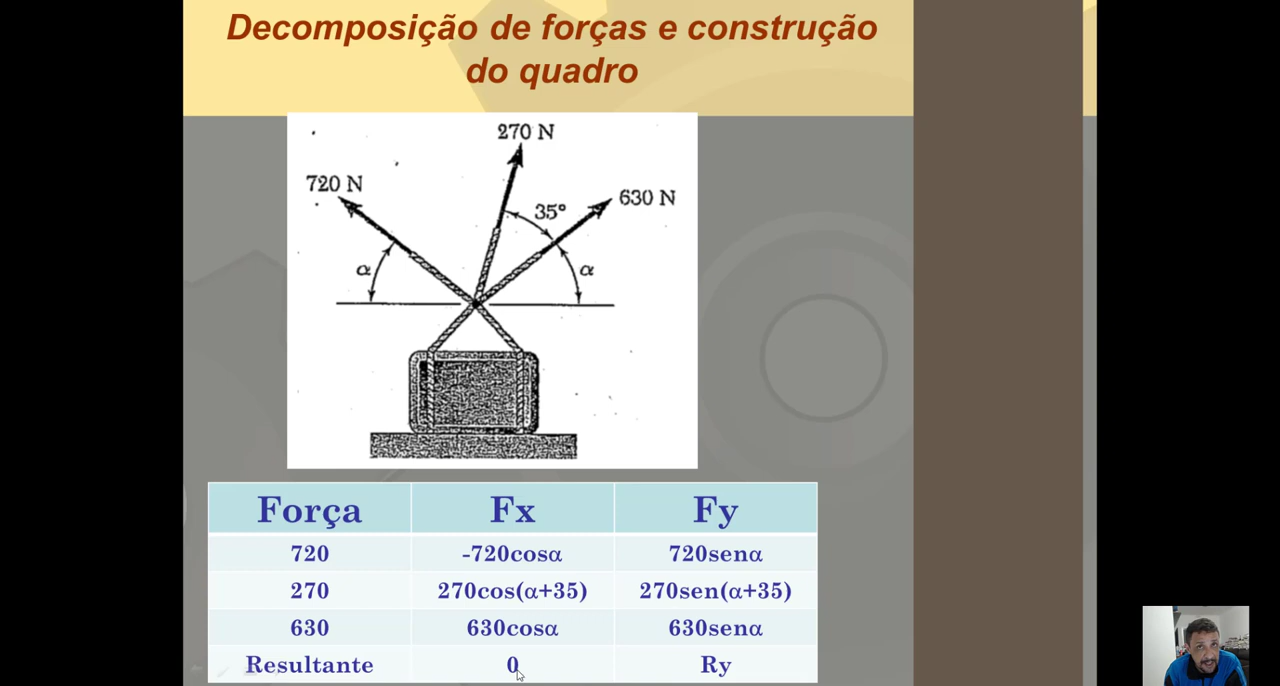 Decomposição de forças e construção
do quadro
270 N
720 N
630 N
35°
α
α
Força Fx Fy
720 -720cosα 720senα
270 270cos(α+35) 270sen(α+35)
630 630cosα 630senα
Resultante 0 Ry